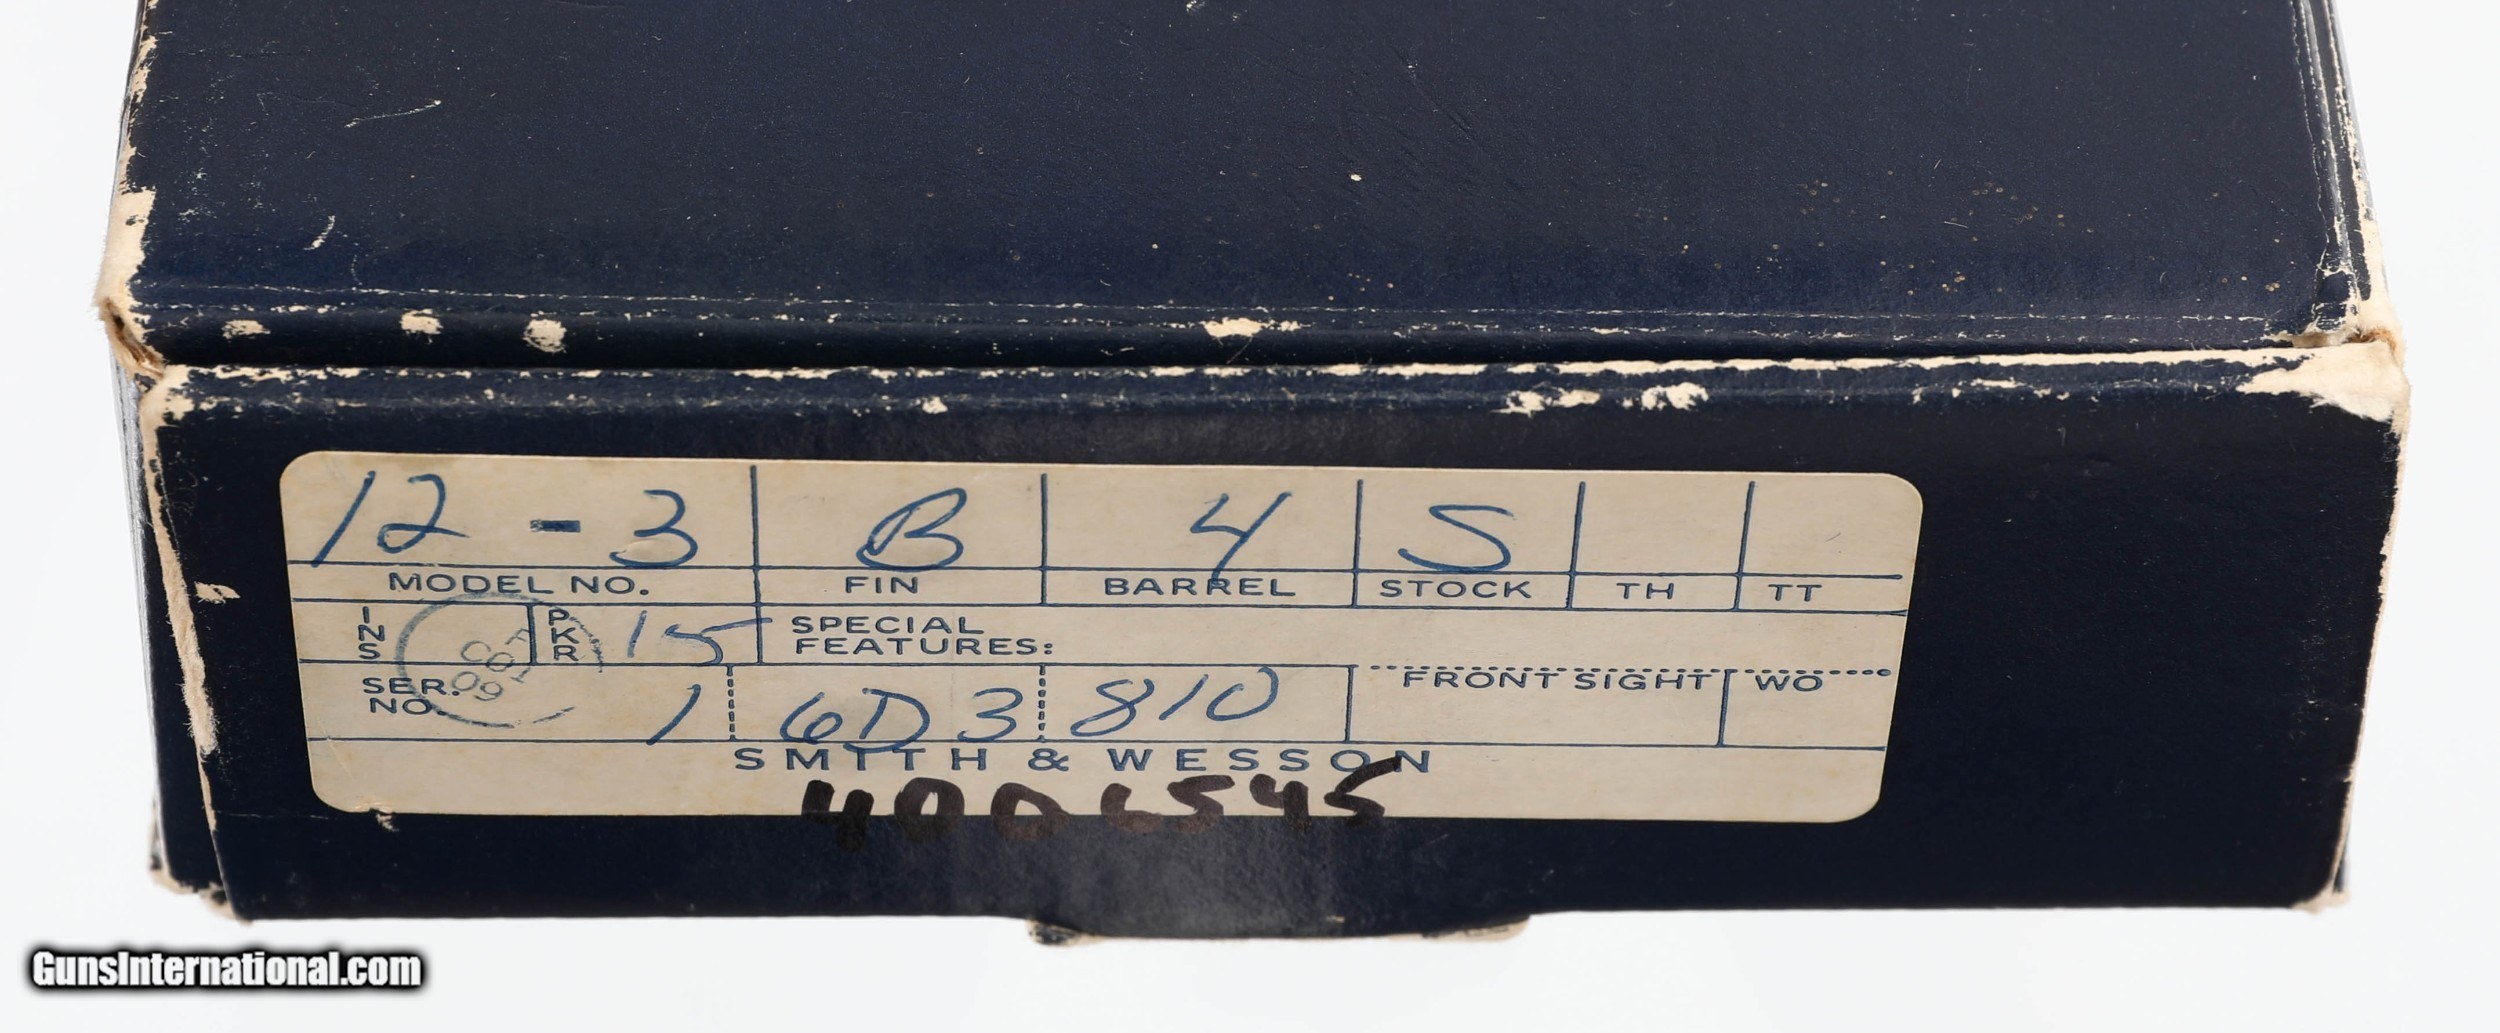 12 - 3 B 4 S
MODEL NO. FIN BARREL STOCK TH TT
INS PKR 15 SPECIAL
FEATURES:
SER. NO. 1 6D3 810 FRONT SIGHT WO
SMITH & WESSON
GunsInternational.com